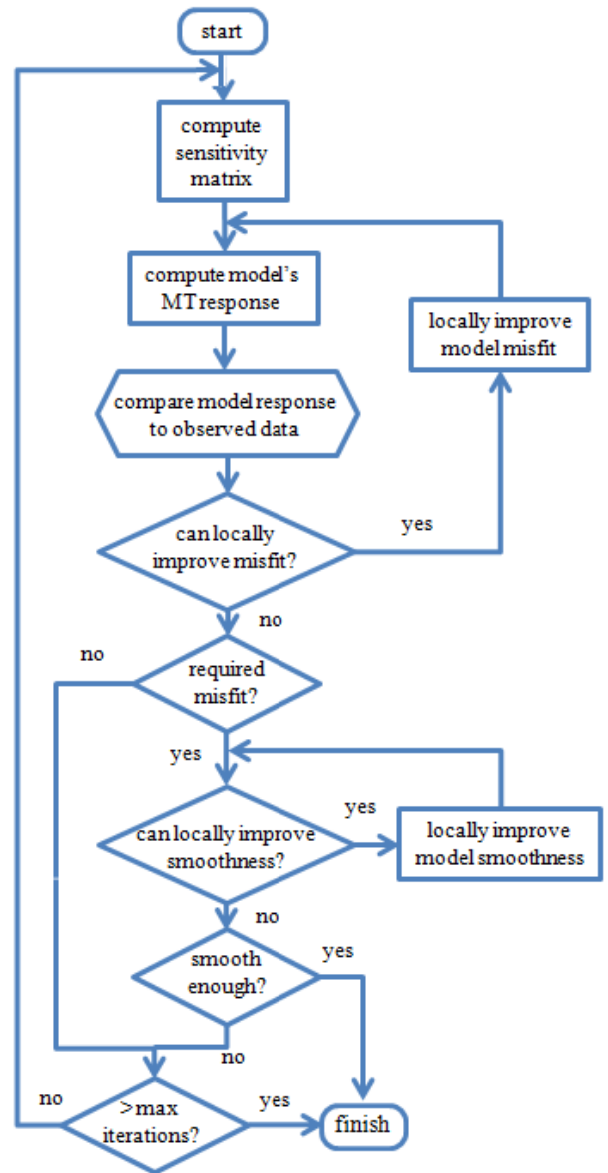 start
compute
sensitivity
matrix
compute model's
MT response
locally improve
model misfit
compare model response
to observed data
can locally
improve misfit?
yes
no
no
required
misfit?
yes
can locally improve
smoothness?
yes
locally improve
model smoothness
no
smooth
enough?
yes
no
no
>max
iterations?
yes
finish